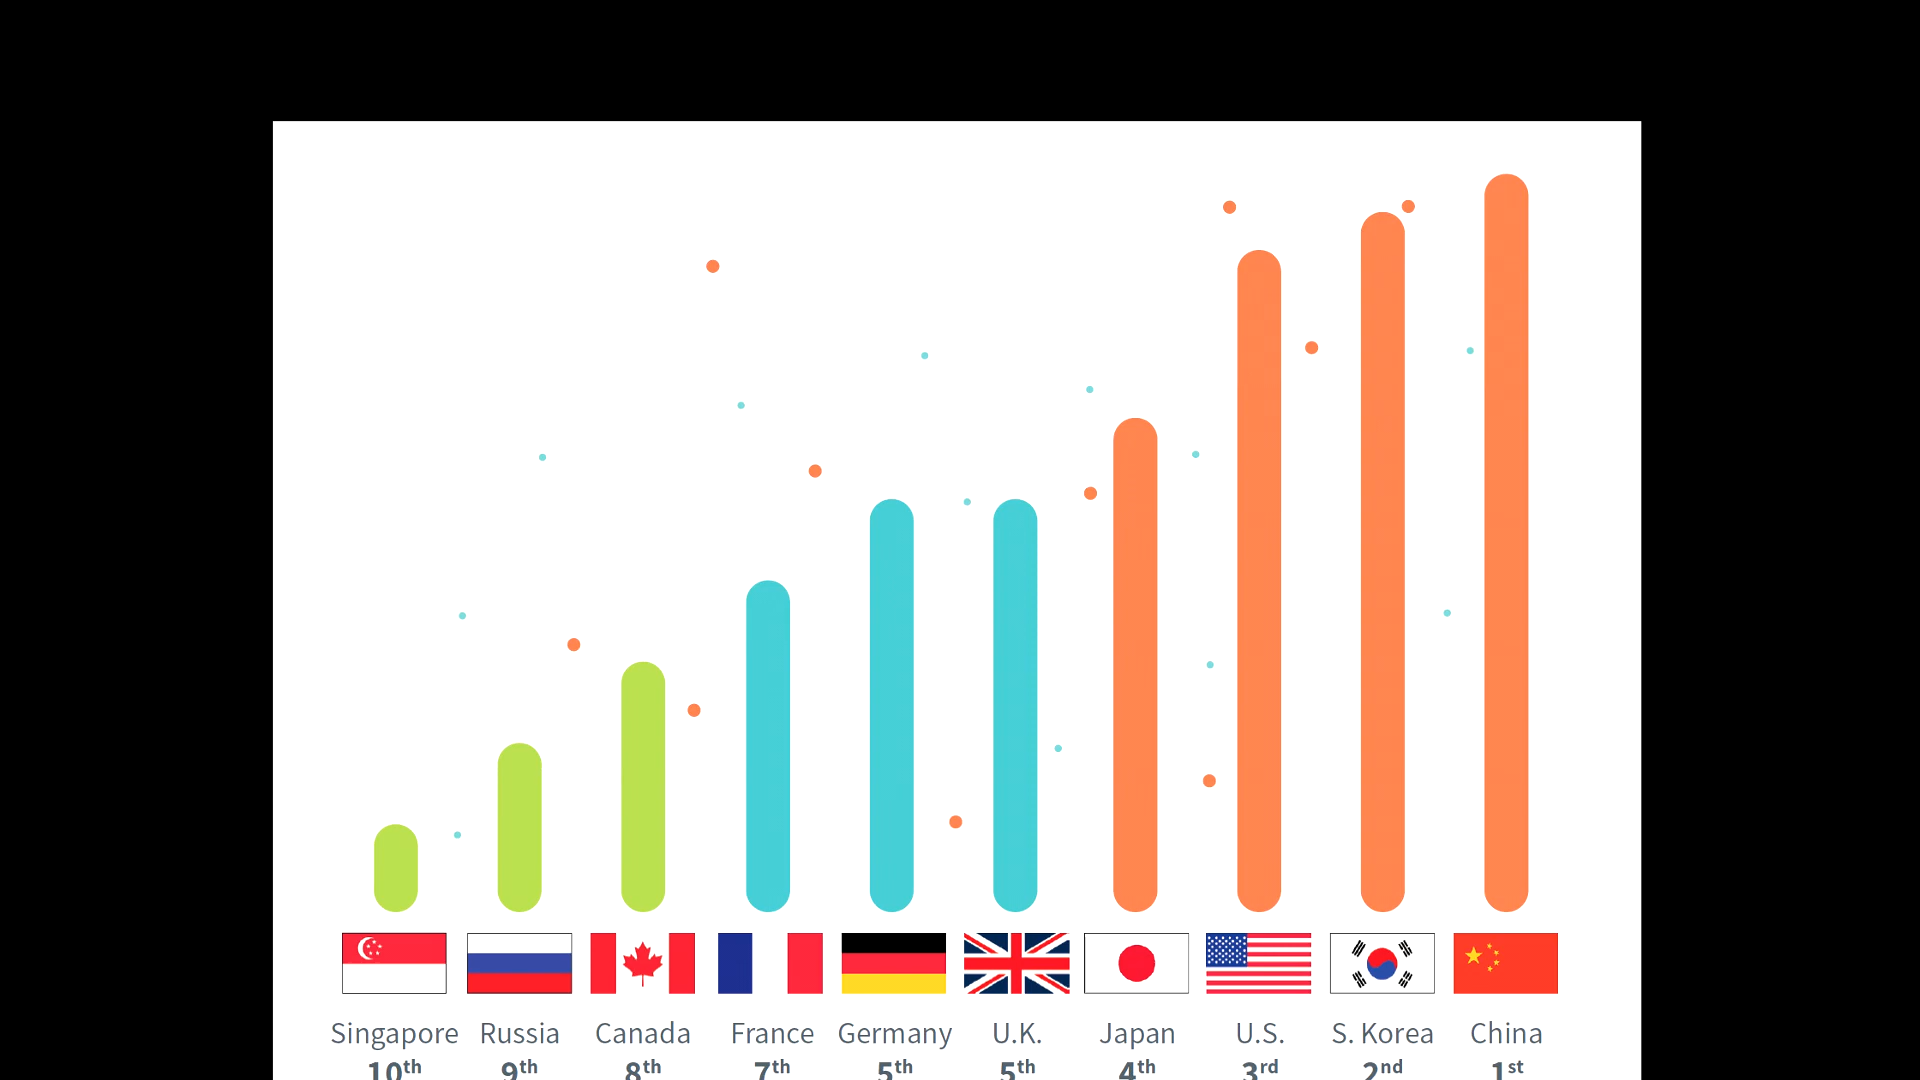 Singapore Russia Canada France Germany U.K. Japan U.S. S. Korea China
10th 9th 8th 7th 5th 5th 4th 3rd 2nd 1st